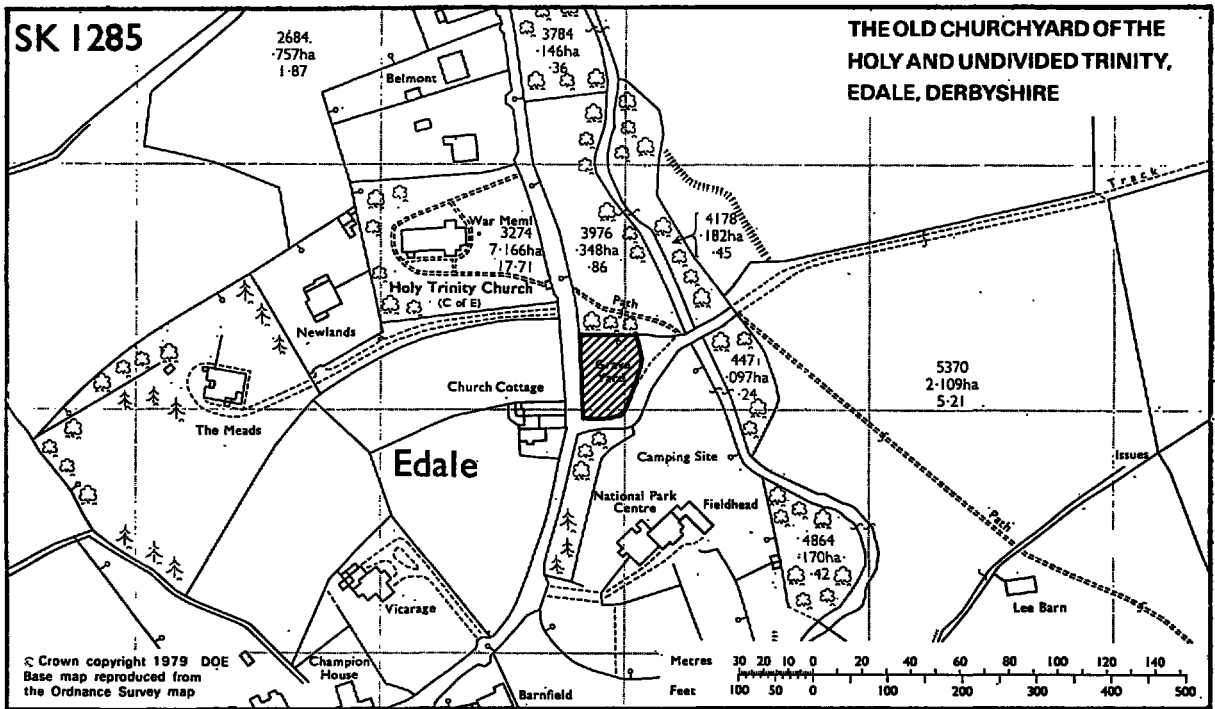 SK 1285
THE OLD CHURCHYARD OF THE
HOLY AND UNDIVIDED TRINITY,
EDALE, DERBYSHIRE
2684
·757ha
1·87
3784
·146ha
·36
Belmont
Track
War Meml
3274
7·166ha
17·71
3976
·348ha
·86
4178
·182ha
·45
Holy Trinity Church
(C of E)
Path
Newlands
Grave
Yard
4471
·097ha
·24
5370
2·109ha
5·21
Church Cottage
The Meads
Edale
Camping Site
Issues
National Park
Centre
Fieldhead
Path
4864
·170ha
·42
Vicarage
Lee Barn
© Crown copyright 1979 DOE
Base map reproduced from
the Ordnance Survey map
Champion
House
Barnfield
Metres 30 20 10 0 20 40 60 80 100 120 140
Feet 100 50 0 100 200 300 400 500